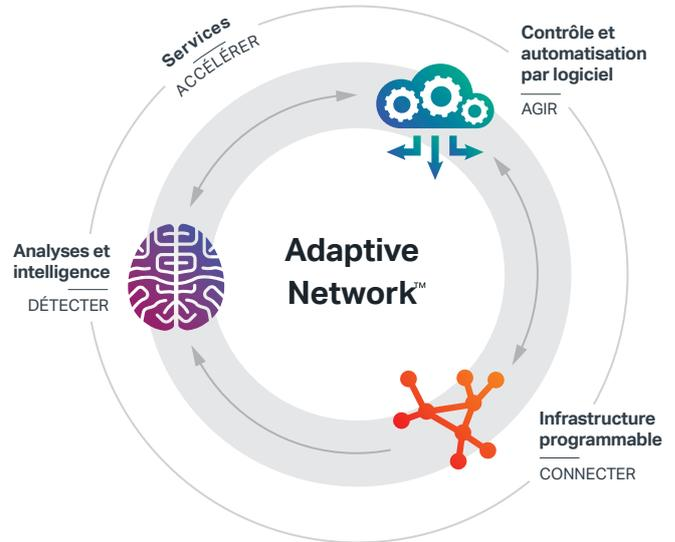 Services
ACCÉLÉRER
Contrôle et
automatisation
par logiciel
AGIR
Analyses et
intelligence
DÉTECTER
Adaptive
Network™
Infrastructure
programmable
CONNECTER